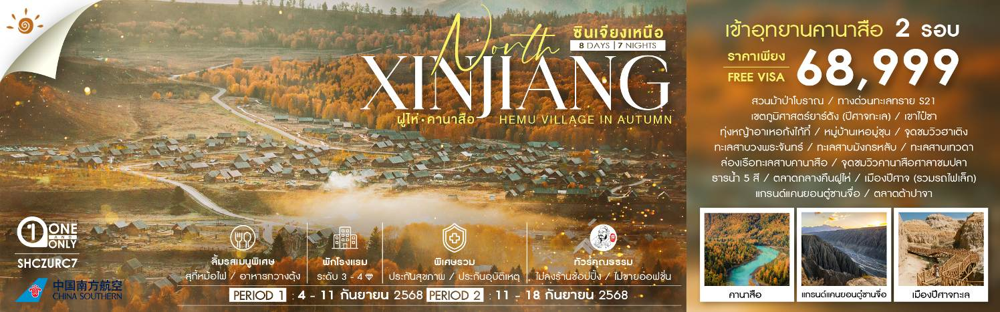 North
ซินเจียงเหนือ
8 DAYS | 7 NIGHTS
XINJIANG
ฝูไห่ • คานาสือ
HEMU VILLAGE IN AUTUMN
1 ONE AND ONLY
SHCZURC7
中国南方航空
CHINA SOUTHERN
ลิ้มรสเมนูพิเศษ
สุกี้หม้อไฟ / อาหารกวางตุ้ง
พักโรงแรม
ระดับ 3 - 4
พิเศษรวม
ประกันสุขภาพ / ประกันอุบัติเหตุ
ทัวร์คุณธรรม
ไม่ลงร้านช้อปปิ้ง / ไม่ขายออฟชั่น
PERIOD 1 : 4 - 11 กันยายน 2568 PERIOD 2 : 11 - 18 กันยายน 2568
เข้าอุทยานคานาสือ 2 รอบ
ราคาเพียง
FREE VISA
68,999
สวนม้าป่าโบราณ / ทางด่วนทะเลทราย S21
เขตภูมิศาสตร์ยาร์ดัง (ปีศาจทะเล) / เขาไป๋ซา
ทุ่งหญ้าอาเหอกังไก้ที่ / หมู่บ้านเหอมู่ชุน / จุดชมวิวฮาเติง
ทะเลสาบวงพระจันทร์ / ทะเลสาบมังกรหลับ / ทะเลสาบเทวดา
ล่องเรือทะเลสาบคานาสือ / จุดชมวิวคานาสือศาลาชมปลา
ธารน้ำ 5 สี / ตลาดกลางคืนฝูไห่ / เมืองปีศาจ (รวมรถไฟเล็ก)
แกรนด์แคนยอนตู๋ซานจื่อ / ตลาดต้าปาจา
คานาสือ
แกรนด์แคนยอนตู๋ซานจื่อ
เมืองปีศาจทะเล